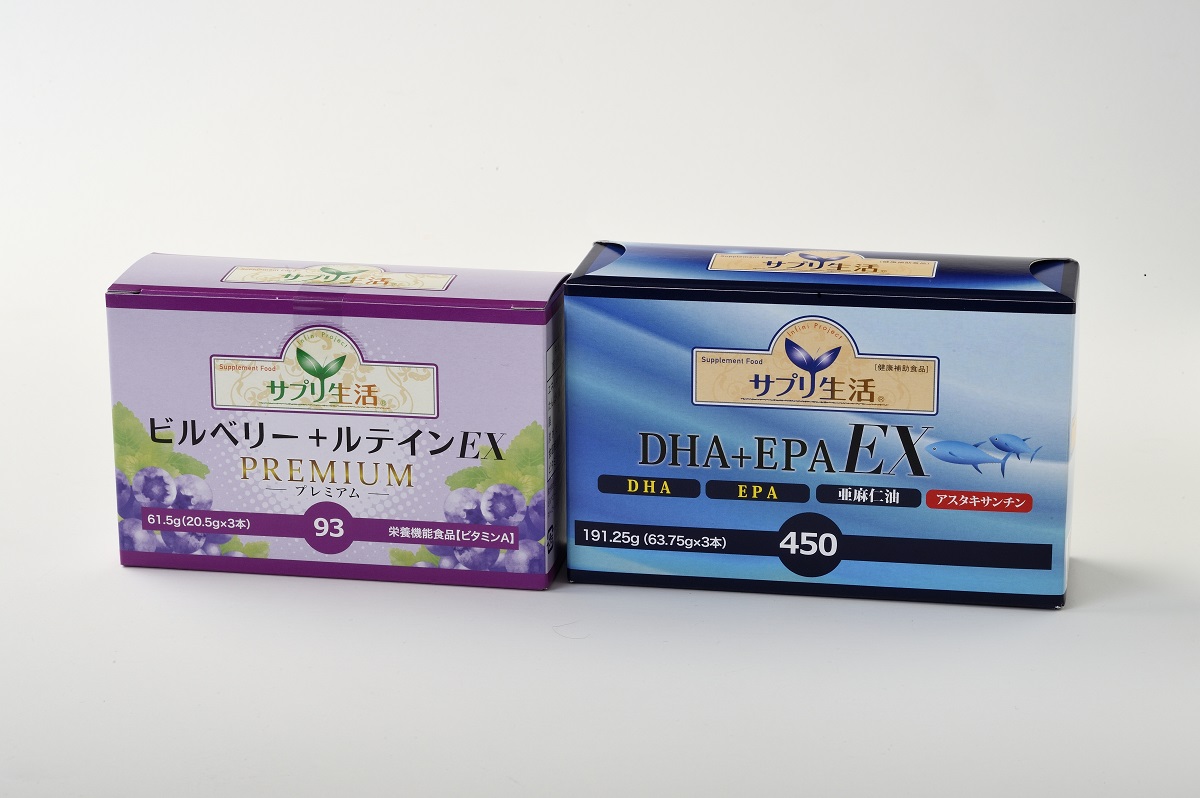 サプリ生活®
Infini Project
Supplement Food
サプリ生活®
ビルベリー+ルテインEX
PREMIUM
プレミアム
61.5g(20.5g×3本)
93
栄養機能食品【ビタミンA】
サプリ生活®
Infini Project
Supplement Food
[健康補助食品]
サプリ生活®
DHA+EPA EX
DHA
EPA
亜麻仁油
アスタキサンチン
191.25g (63.75g×3本)
450